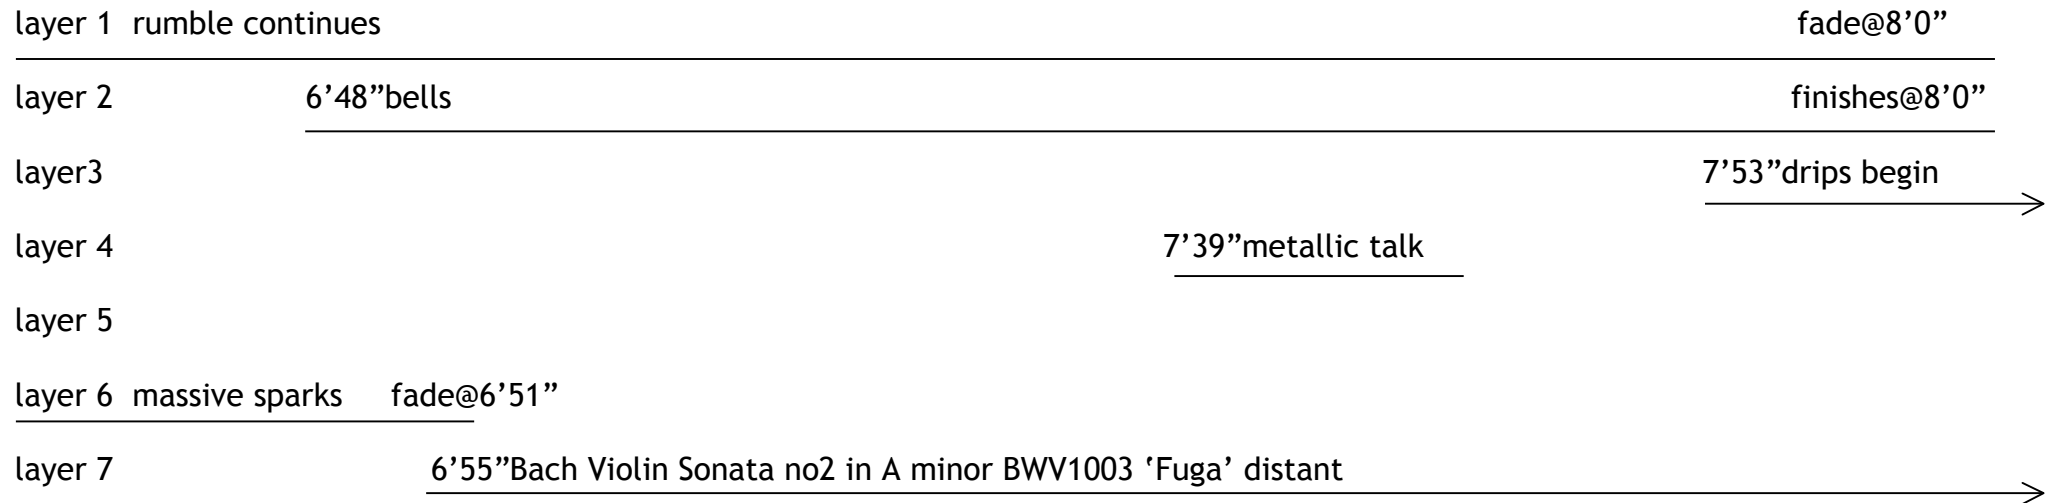 layer 1 rumble continues fade@8’0”
layer 2 6’48”bells finishes@8’0”
layer3 7’53”drips begin
layer 4 7’39”metallic talk
layer 5
layer 6 massive sparks fade@6’51”
layer 7 6’55”Bach Violin Sonata no2 in A minor BWV1003 ‘Fuga’ distant